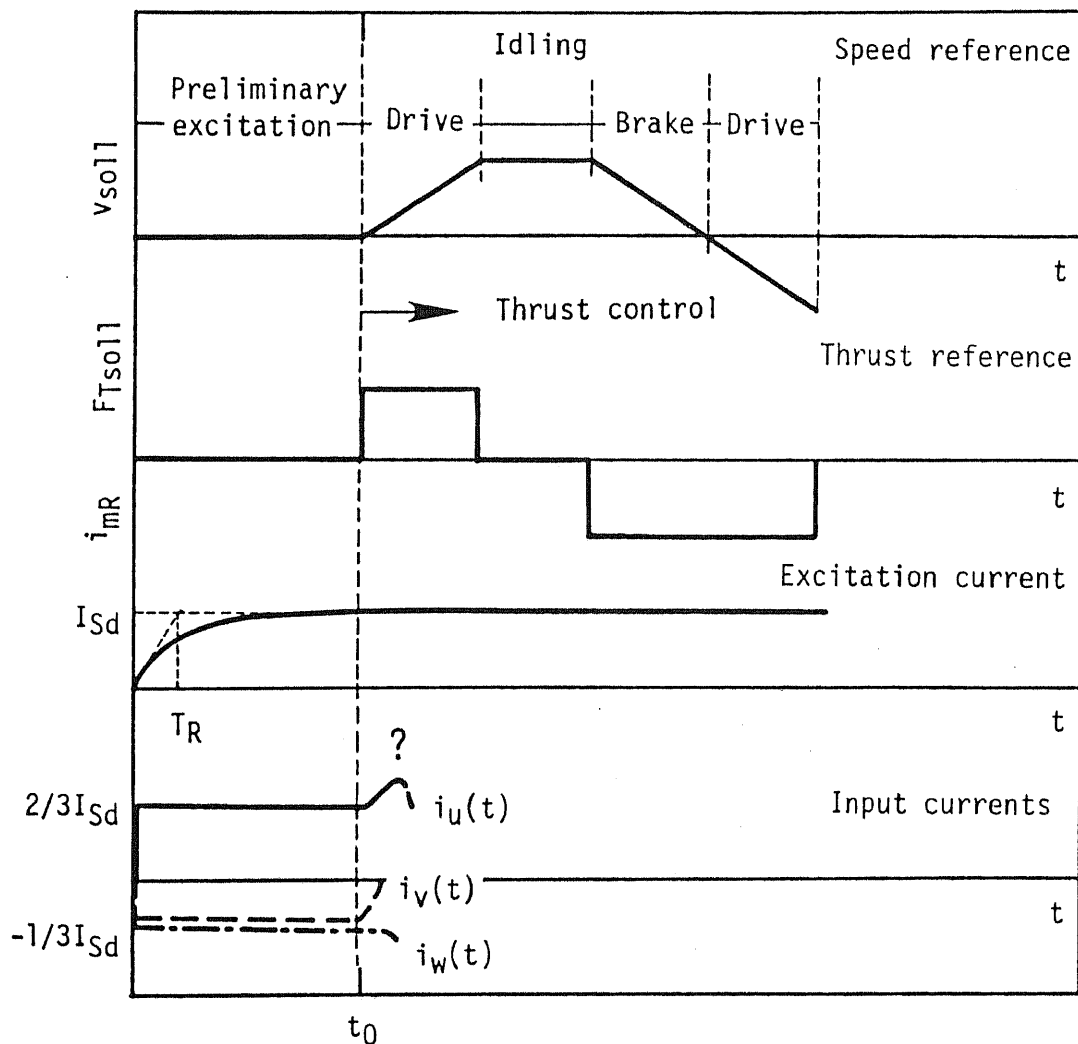 Idling
Speed reference
Preliminary
excitation
Drive
Brake
Drive
Vsoll
t
Thrust control
FTsoll
Thrust reference
t
imR
Excitation current
ISd
TR
t
?
2/3ISd
iu(t)
Input currents
iv(t)
t
-1/3ISd
iw(t)
t0